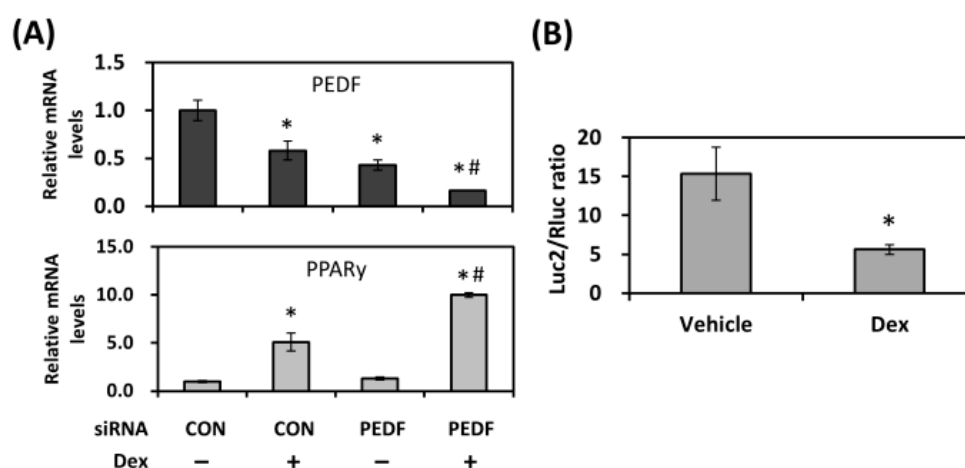 (A)
Relative mRNA
levels
1.5
1.0
0.5
0.0
PEDF
*
*
*#
Relative mRNA
levels
15.0
10.0
5.0
0.0
PPARγ
*
*#
siRNA CON CON PEDF PEDF
Dex – + – +
(B)
Luc2/Rluc ratio
20
15
10
5
0
*
Vehicle Dex